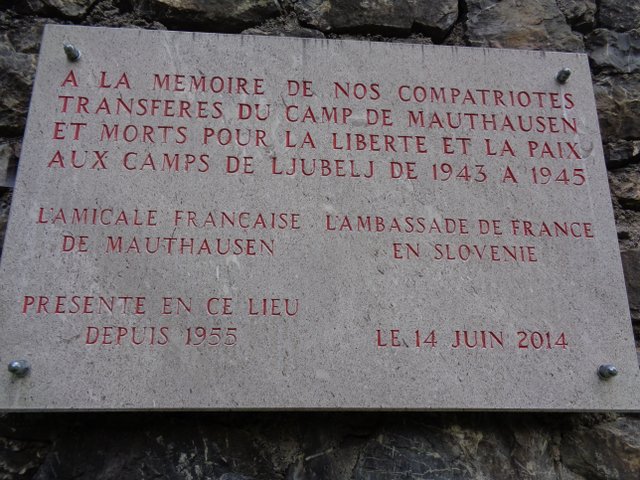 A LA MEMOIRE DE NOS COMPATRIOTES
TRANSFERES DU CAMP DE MAUTHAUSEN
ET MORTS POUR LA LIBERTE ET LA PAIX
AUX CAMPS DE LJUBELJ DE 1943 A 1945
L'AMICALE FRANÇAISE
DE MAUTHAUSEN
PRESENTE EN CE LIEU
DEPUIS 1955
L'AMBASSADE DE FRANCE
EN SLOVENIE
LE 14 JUIN 2014